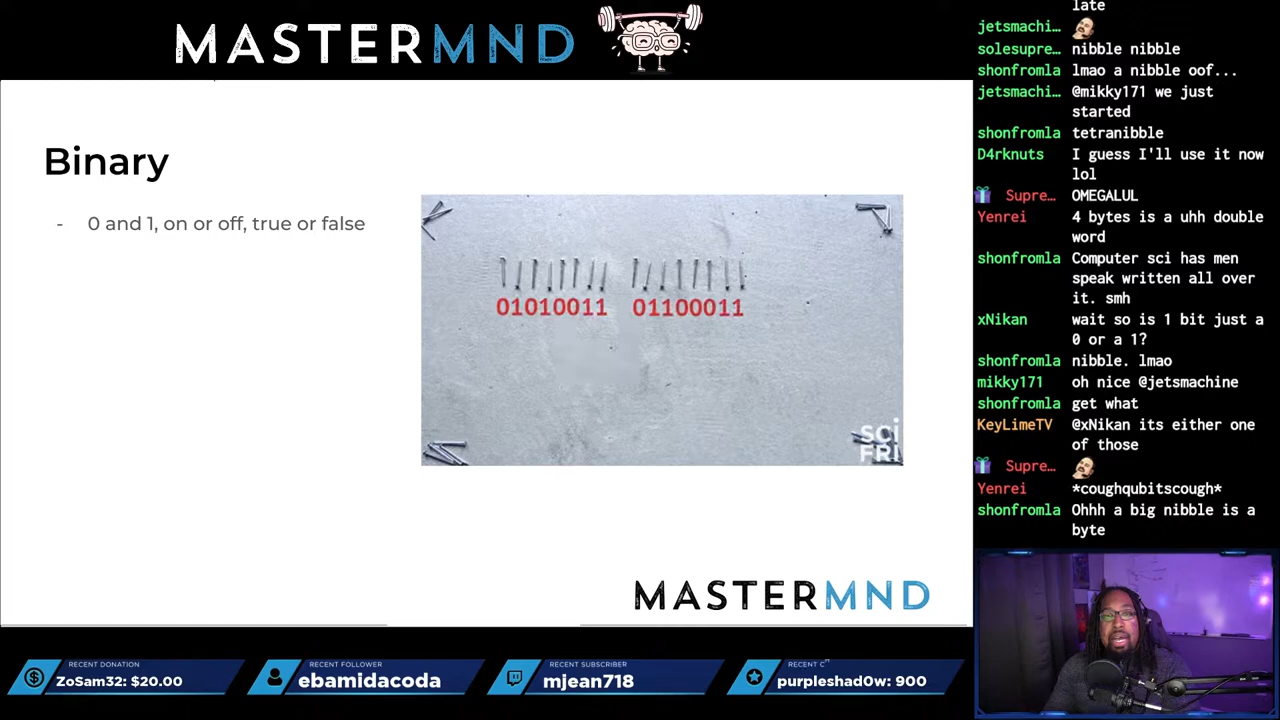 MASTERMND
Binary
- 0 and 1, on or off, true or false
01010011 01100011
SCI
FRI
MASTERMND
late
jetsmachi…
solesupre… nibble nibble
shonfromla lmao a nibble oof...
jetsmachi… @mikky171 we just
started
shonfromla tetranibble
D4rknuts I guess I'll use it now
lol
Supre… OMEGALUL
Yenrei 4 bytes is a uhh double
word
shonfromla Computer sci has men
speak written all over
it. smh
xNikan wait so is 1 bit just a
0 or a 1?
shonfromla nibble. lmao
mikky171 oh nice @jetsmachine
shonfromla get what
KeyLimeTV @xNikan its either one
of those
Supre…
Yenrei *coughqubitscough*
shonfromla Ohhh a big nibble is a
byte
RECENT DONATION
ZoSam32: $20.00
RECENT FOLLOWER
ebamidacoda
RECENT SUBSCRIBER
mjean718
RECENT
purpleshad0w: 900